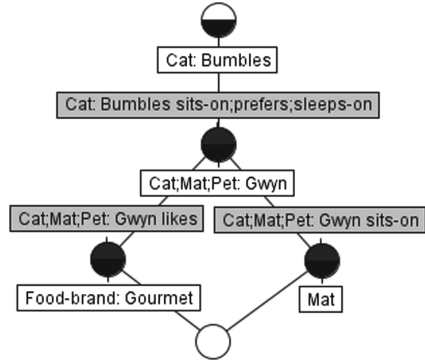 Cat: Bumbles
Cat: Bumbles sits-on;prefers;sleeps-on
Cat;Mat;Pet: Gwyn
Cat;Mat;Pet: Gwyn likes
Cat;Mat;Pet: Gwyn sits-on
Food-brand: Gourmet
Mat